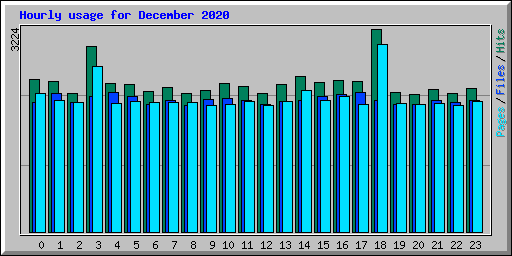 Hourly usage for December 2020
3224
Pages/Files/Hits
0 1 2 3 4 5 6 7 8 9 10 11 12 13 14 15 16 17 18 19 20 21 22 23